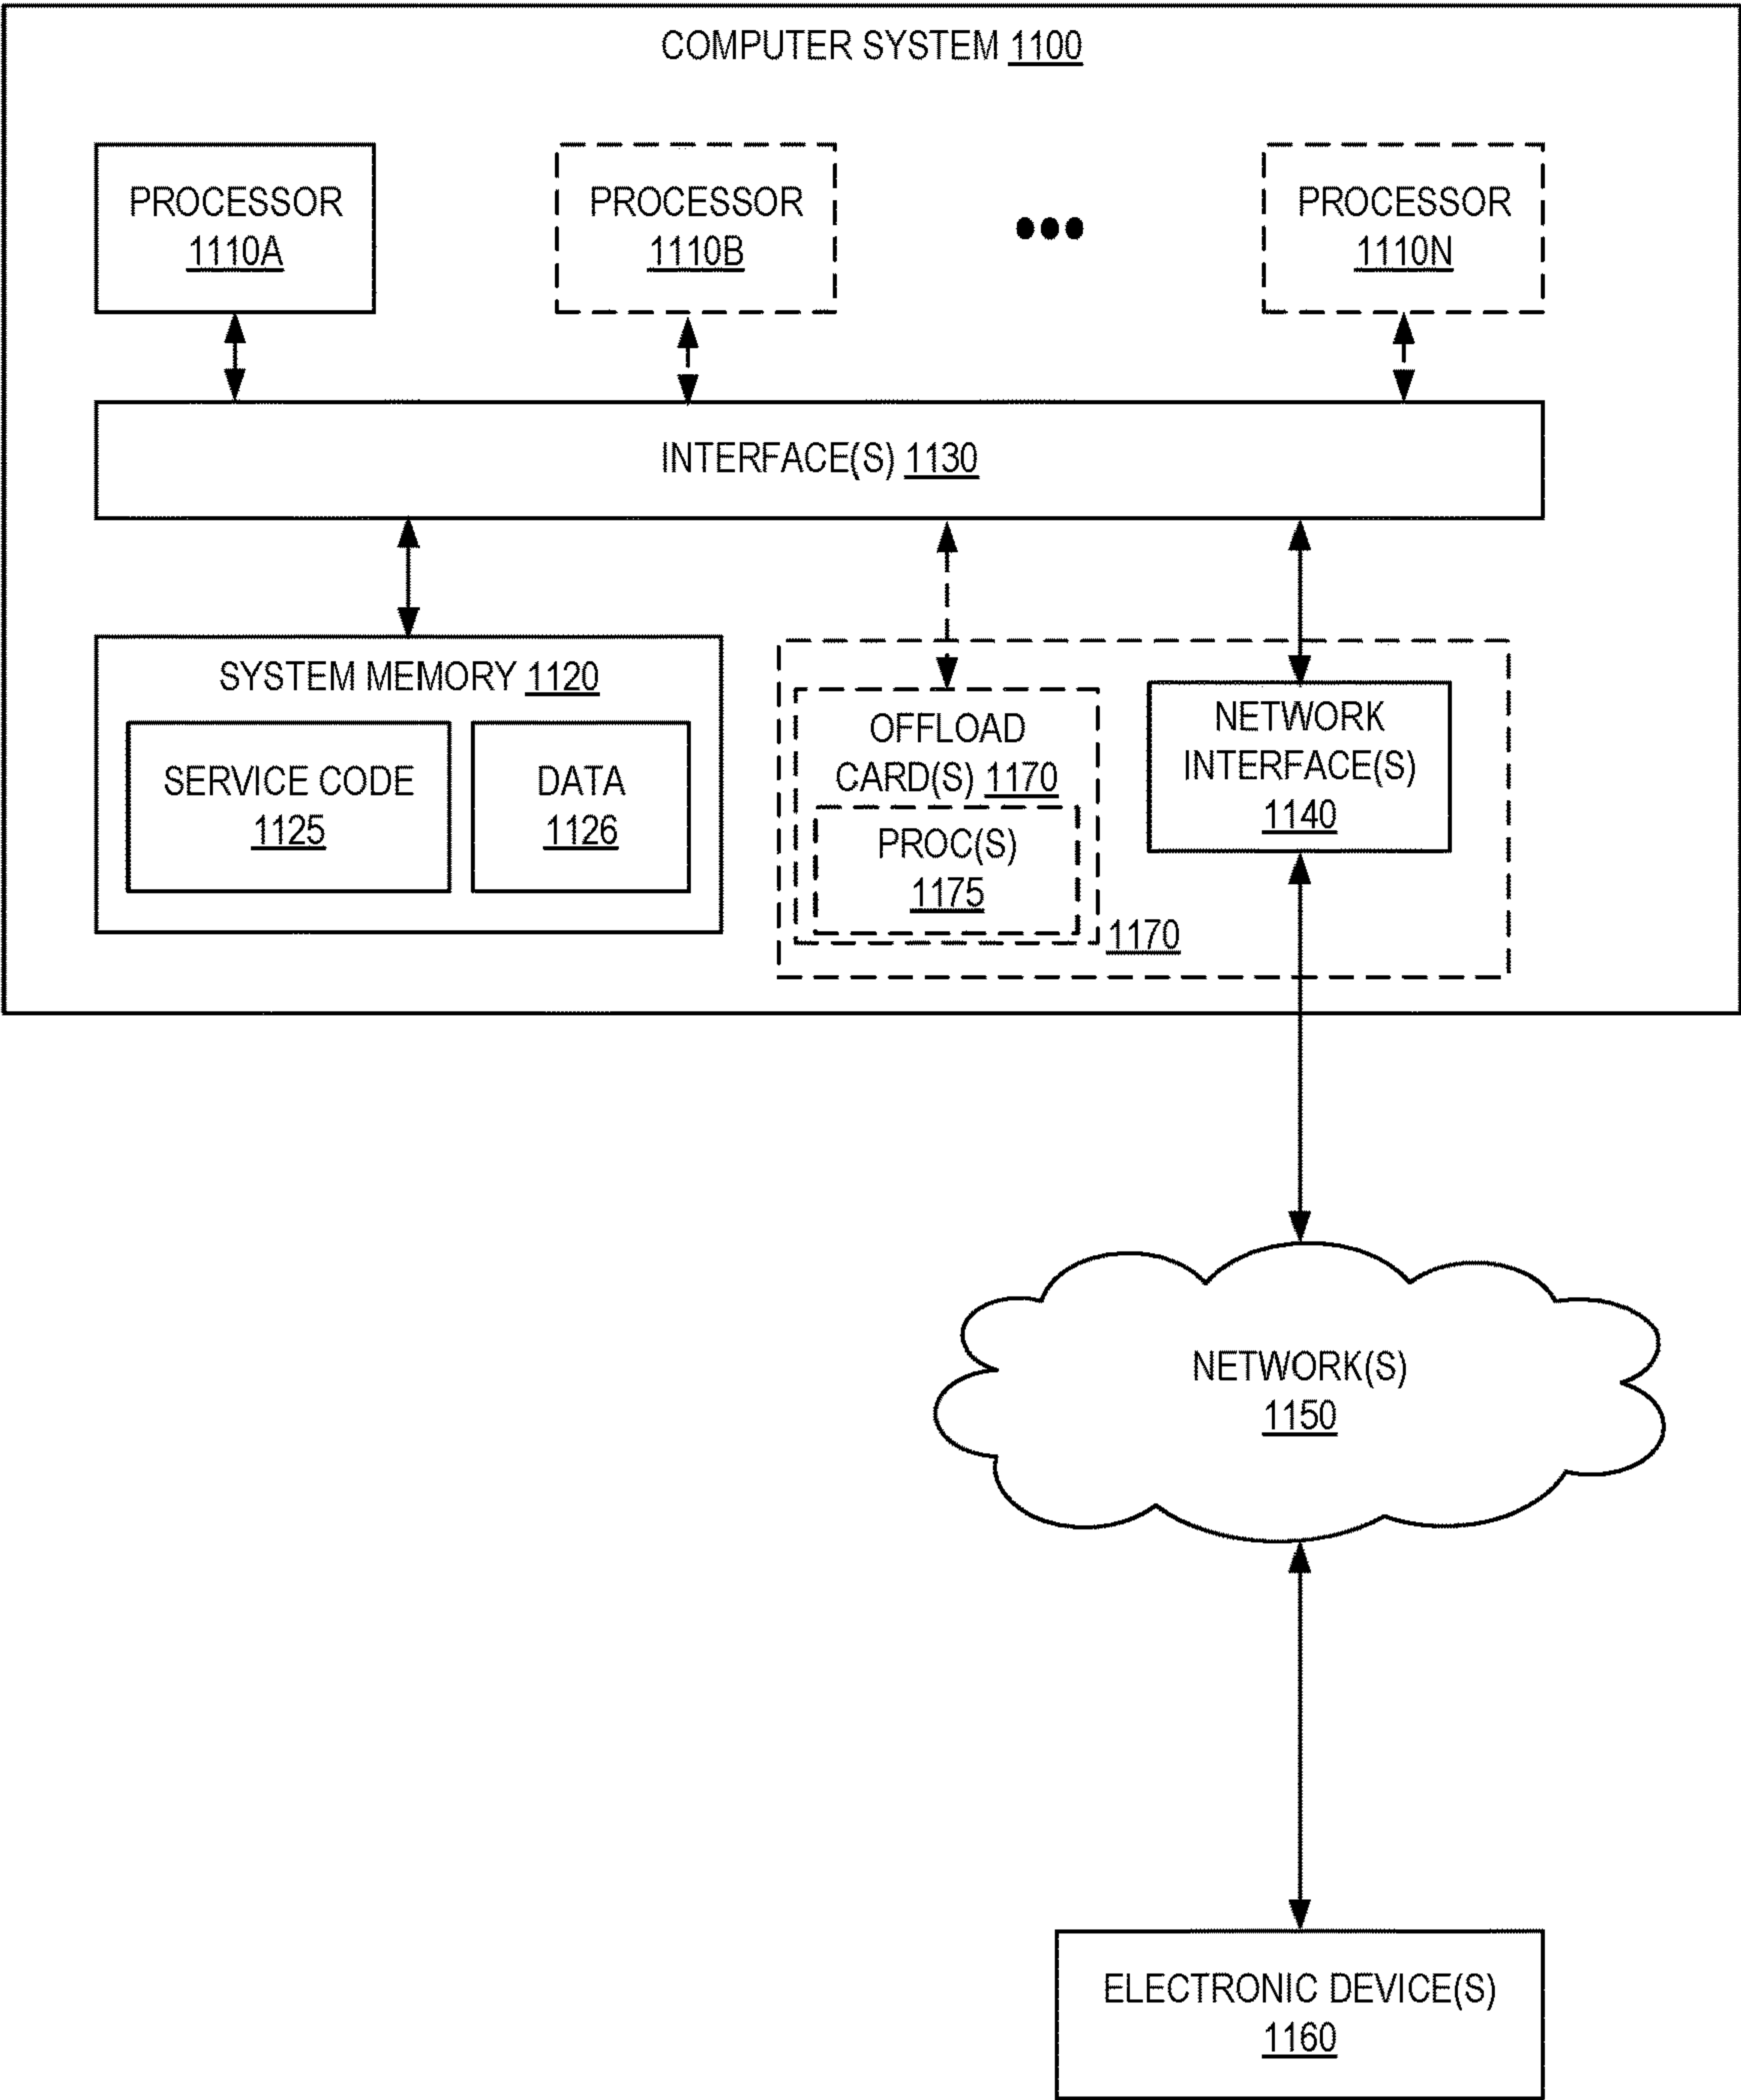 COMPUTER SYSTEM 1100
PROCESSOR
1110A
PROCESSOR
1110B
PROCESSOR
1110N
INTERFACE(S) 1130
SYSTEM MEMORY 1120
SERVICE CODE
1125
DATA
1126
OFFLOAD
CARD(S) 1170
PROC(S)
1175
1170
NETWORK
INTERFACE(S)
1140
NETWORK(S)
1150
ELECTRONIC DEVICE(S)
1160